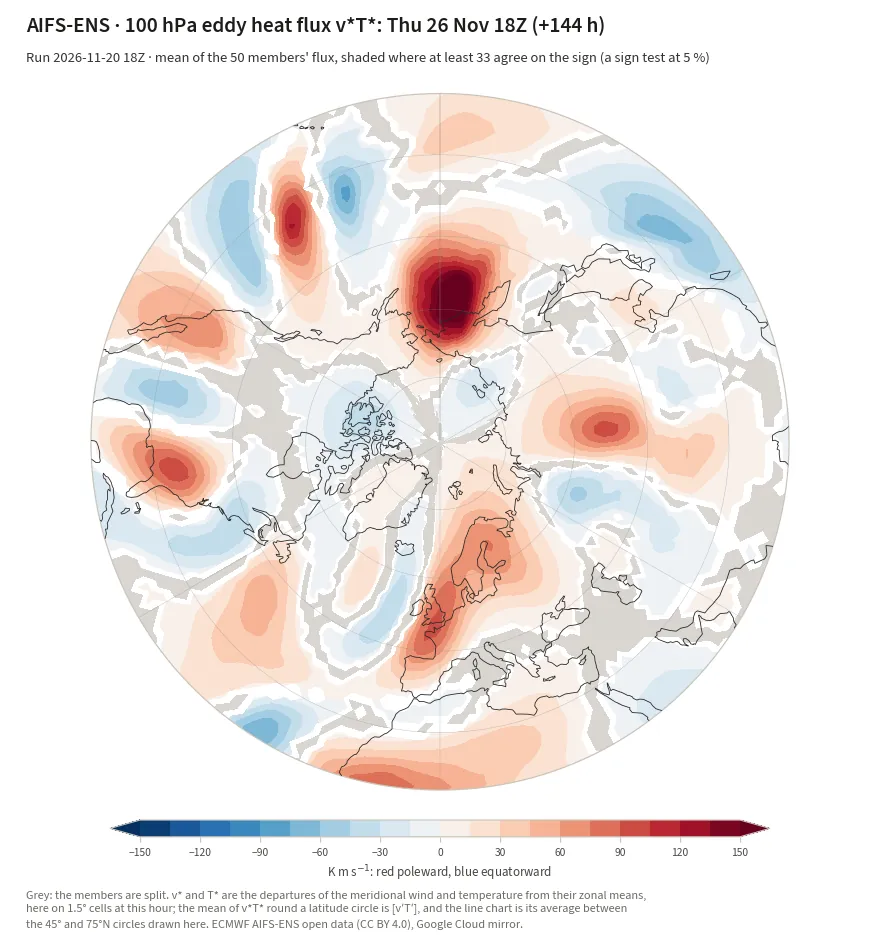 AIFS-ENS · 100 hPa eddy heat flux v*T*: Thu 26 Nov 18Z (+144 h)
Run 2026-11-20 18Z · mean of the 50 members' flux, shaded where at least 33 agree on the sign (a sign test at 5 %)
−150 −120 −90 −60 −30 0 30 60 90 120 150
K m s⁻¹: red poleward, blue equatorward
Grey: the members are split. v* and T* are the departures of the meridional wind and temperature from their zonal means,
here on 1.5° cells at this hour; the mean of v*T* round a latitude circle is [v′T′], and the line chart is its average between
the 45° and 75°N circles drawn here. ECMWF AIFS-ENS open data (CC BY 4.0), Google Cloud mirror.